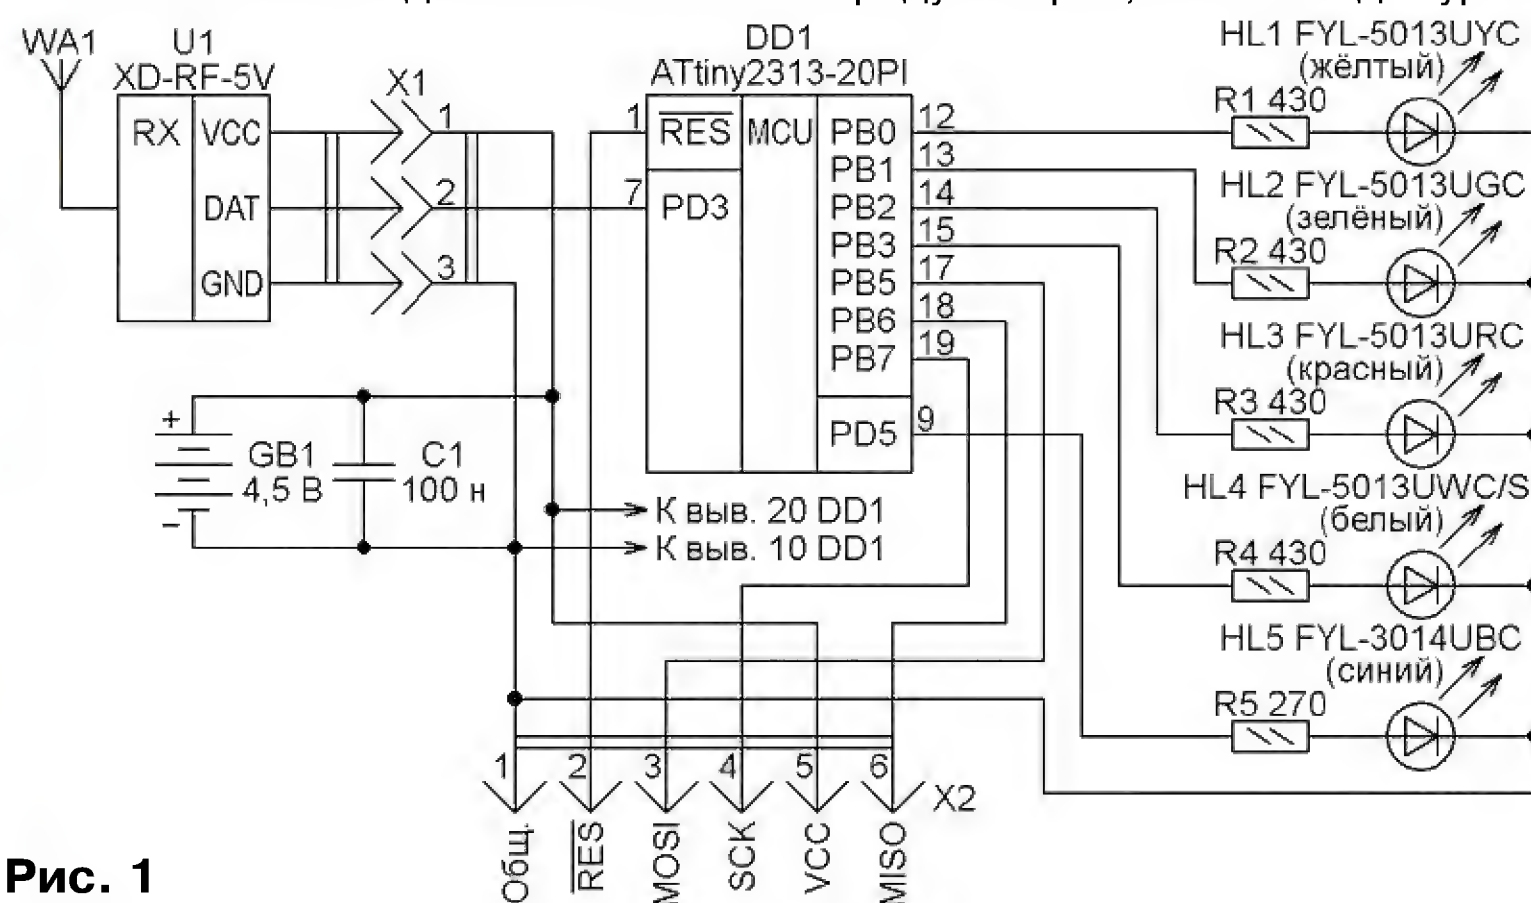 WA1
U1
XD-RF-5V
RX
VCC
DAT
GND
X1
1
2
3
DD1
ATtiny2313-20PI
1
RES
MCU
PB0
12
PB1
13
7
PD3
PB2
14
PB3
15
PB5
17
PB6
18
PB7
19
PD5
9
HL1 FYL-5013UYC
(жёлтый)
R1 430
HL2 FYL-5013UGC
(зелёный)
R2 430
HL3 FYL-5013URC
(красный)
R3 430
HL4 FYL-5013UWC/S
(белый)
R4 430
HL5 FYL-3014UBC
(синий)
R5 270
+
GB1
4,5 В
−
C1
100 н
К выв. 20 DD1
К выв. 10 DD1
1
2
3
4
5
6
X2
Общ.
RES
MOSI
SCK
VCC
MISO
Рис. 1